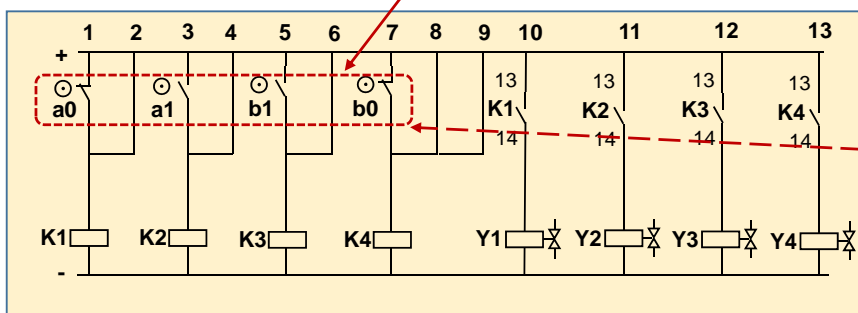 1 2 3 4 5 6 7 8 9 10 11 12 13
+
13 13 13 13
a0 a1 b1 b0 K1 K2 K3 K4
14 14 14 14
K1 K2 K3 K4 Y1 Y2 Y3 Y4
-